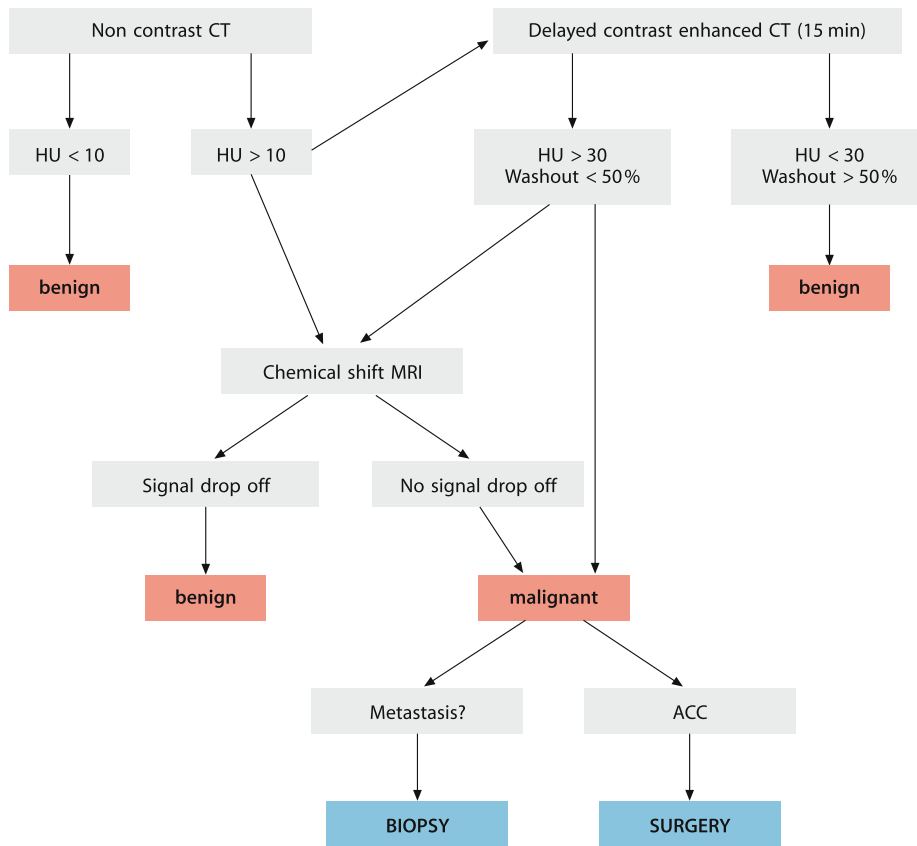 Non contrast CT
Delayed contrast enhanced CT (15 min)
HU < 10
HU > 10
HU > 30
Washout < 50%
HU < 30
Washout > 50%
benign
benign
Chemical shift MRI
Signal drop off
No signal drop off
benign
malignant
Metastasis?
ACC
BIOPSY
SURGERY